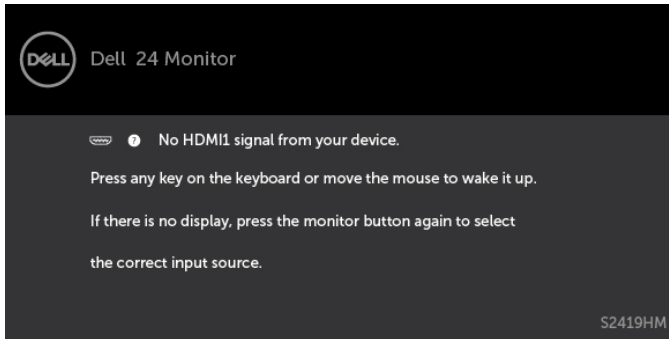 DELL
Dell 24 Monitor
No HDMI1 signal from your device.
Press any key on the keyboard or move the mouse to wake it up.
If there is no display, press the monitor button again to select
the correct input source.
S2419HM